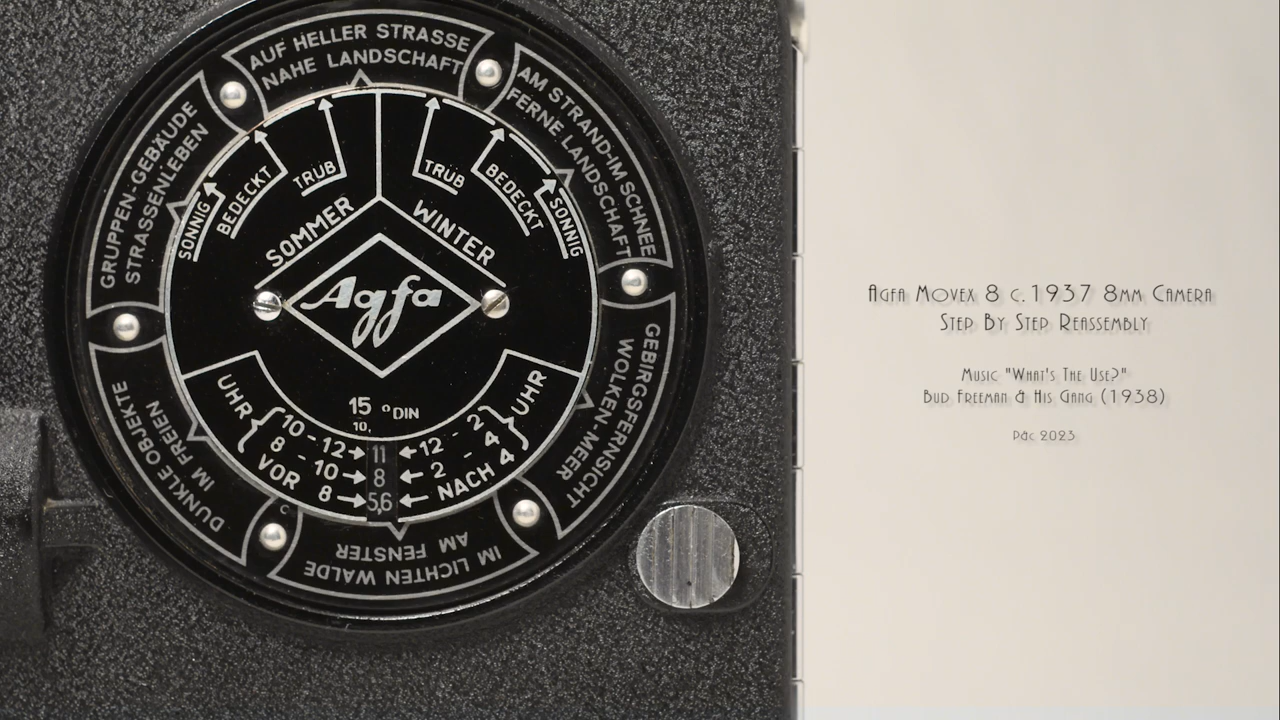 AUF HELLER STRASSE
NAHE LANDSCHAFT
AM STRAND-IM SCHNEE
FERNE LANDSCHAFT
GEBIRGSFERNSICHT
WOLKEN-MEER
IM LICHTEN WALDE
AM FENSTER
DUNKLE OBJEKTE
IM FREIEN
GRUPPEN-GEBÄUDE
STRASSENLEBEN
SONNIG
BEDECKT
TRÜB
TRÜB
BEDECKT
SONNIG
SOMMER
WINTER
Agfa
15 °DIN
10,
UHR
10-12 → 11 ← 12 - 2
8 - 10 → 8 ← 2 - 4
VOR 8 → 5,6 ← NACH 4
UHR
C
AGFA MOVEX 8 C.1937 8MM CAMERA
STEP BY STEP REASSEMBLY
MUSIC "WHAT'S THE USE?"
BUD FREEMAN & HIS GANG (1938)
PÄC 2023